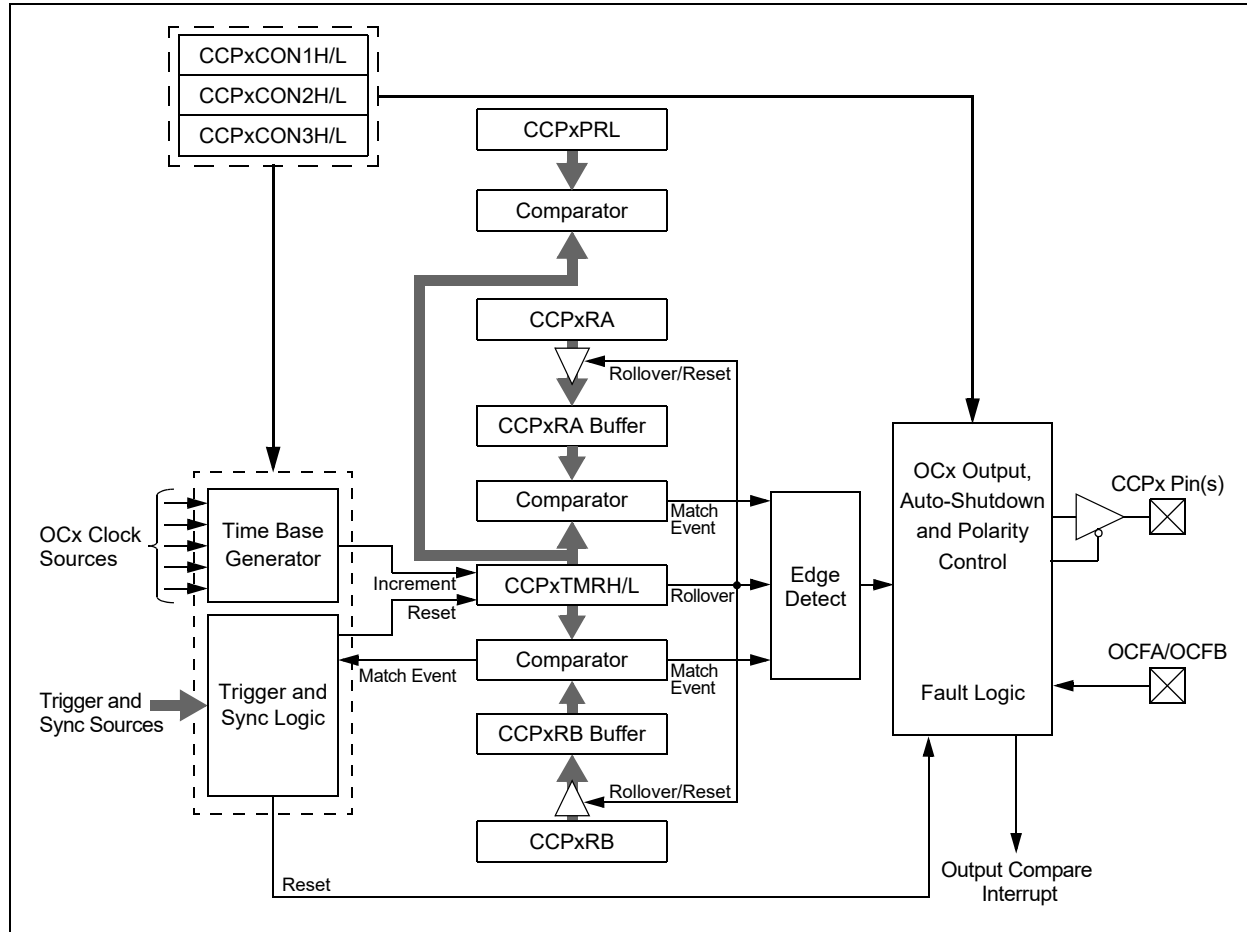 CCPxCON1H/L
CCPxCON2H/L
CCPxCON3H/L
CCPxPRL
Comparator
CCPxRA
Rollover/Reset
CCPxRA Buffer
Comparator
Match
Event
OCx Clock
Sources
Time Base
Generator
Increment
Reset
CCPxTMRH/L
Rollover
Edge
Detect
OCx Output,
Auto-Shutdown
and Polarity
Control
CCPx Pin(s)
Comparator
Match Event
Match
Event
Trigger and
Sync Sources
Trigger and
Sync Logic
CCPxRB Buffer
Rollover/Reset
CCPxRB
Fault Logic
OCFA/OCFB
Reset
Output Compare
Interrupt